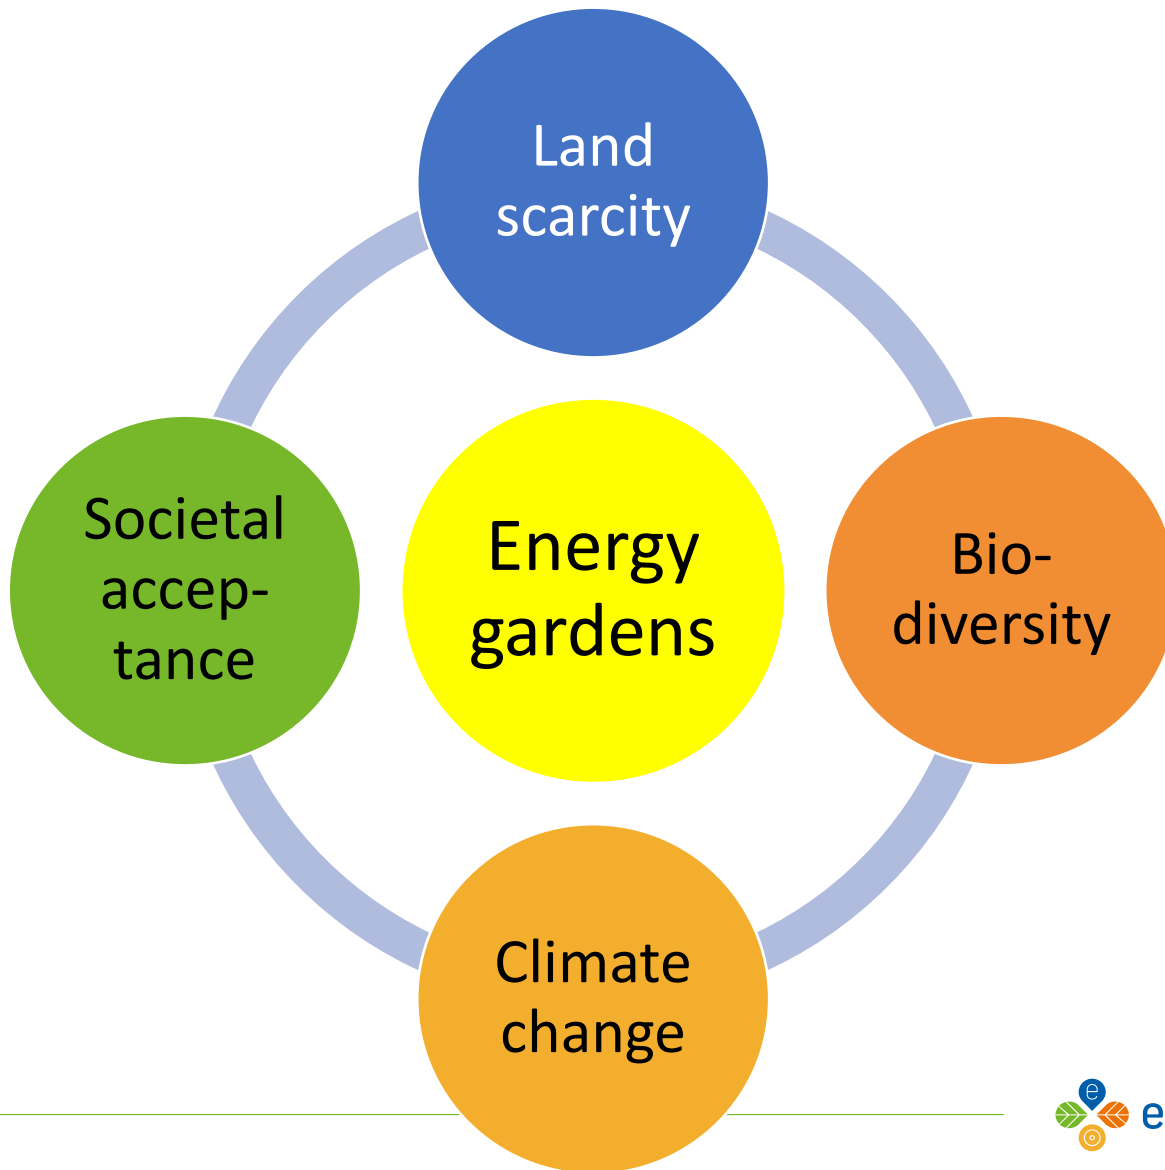 Land
scarcity
Societal
accep-
tance
Energy
gardens
Bio-
diversity
Climate
change
e
e